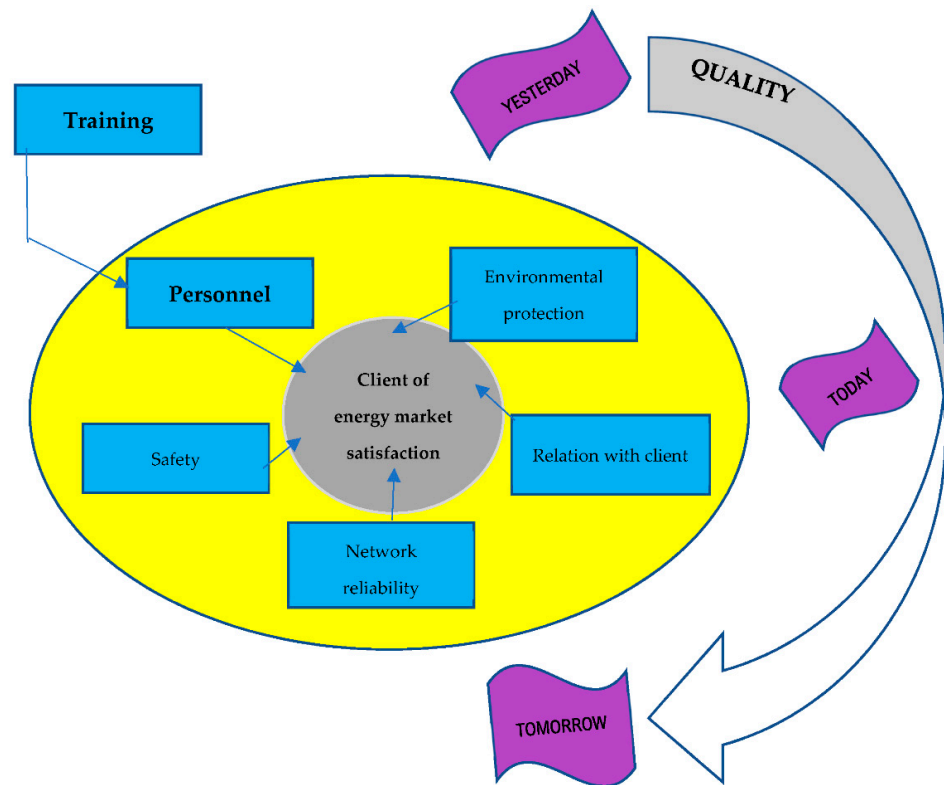 YESTERDAY
QUALITY
Training
Personnel
Environmental
protection
Client of
energy market
satisfaction
TODAY
Safety
Relation with client
Network
reliability
TOMORROW